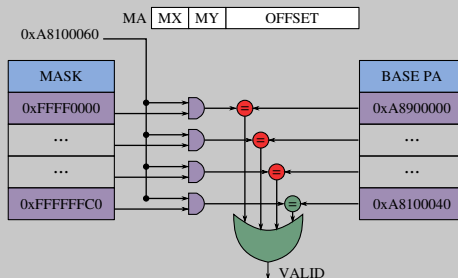 MA MX MY OFFSET
0xA8100060
MASK BASE PA
0xFFFF0000 = 0xA8900000
... = ...
... = ...
0xFFFFFFC0 = 0xA8100040
VALID